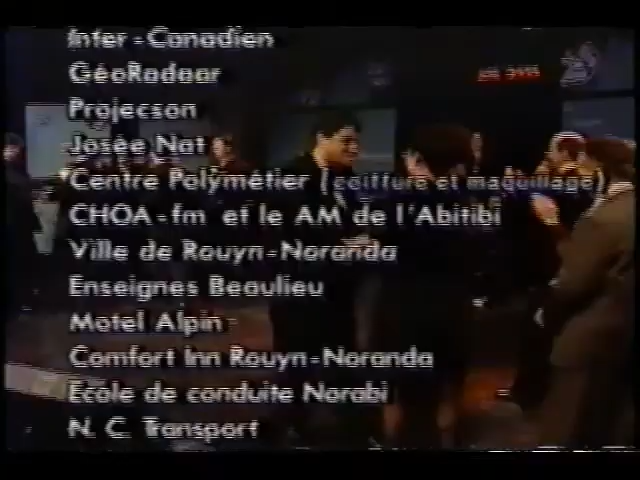 Inter-Canadien
GéoRadaar
Projecson
Josée Nat
Centre Polymétier (coiffure et maquillage)
CHOA-fm et le AM de l'Abitibi
Ville de Rouyn-Noranda
Enseignes Beaulieu
Motel Alpin
Comfort Inn Rouyn-Noranda
École de conduite Norabi
N. C. Transport